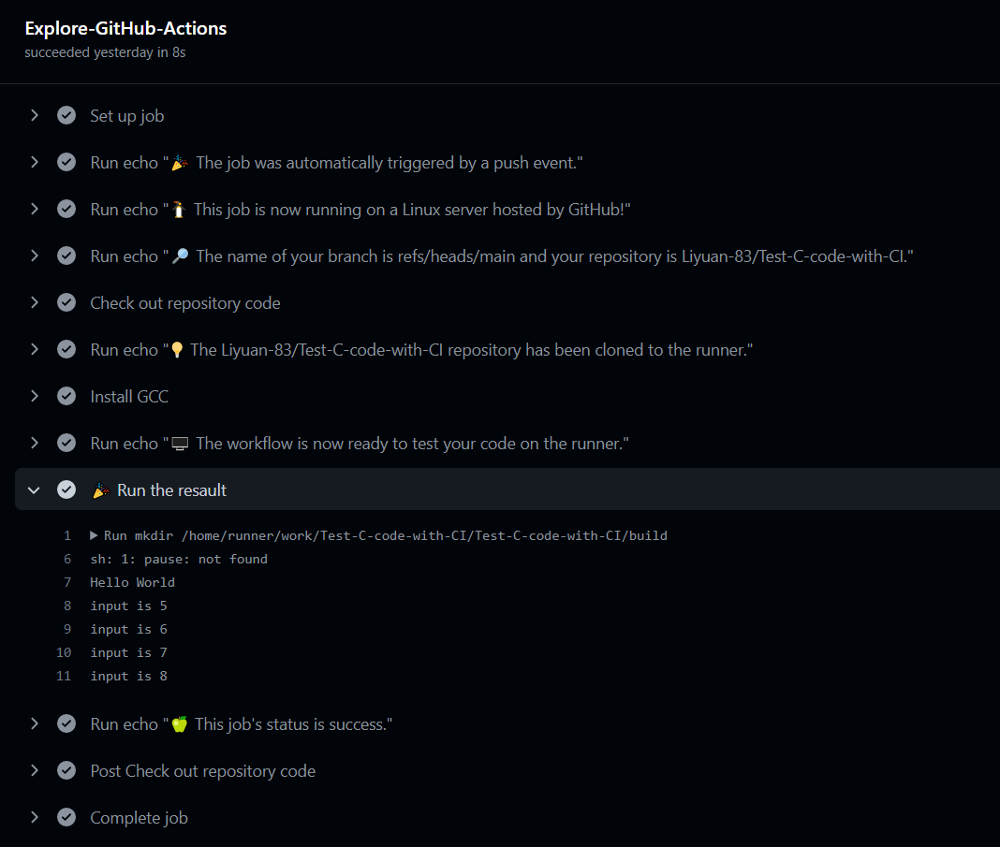 Explore-GitHub-Actions
succeeded yesterday in 8s
Set up job
Run echo "🎉 The job was automatically triggered by a push event."
Run echo "🐧 This job is now running on a Linux server hosted by GitHub!"
Run echo "🔎 The name of your branch is refs/heads/main and your repository is Liyuan-83/Test-C-code-with-CI."
Check out repository code
Run echo "💡 The Liyuan-83/Test-C-code-with-CI repository has been cloned to the runner."
Install GCC
Run echo "🖥️ The workflow is now ready to test your code on the runner."
🎉 Run the resault
1 ▶ Run mkdir /home/runner/work/Test-C-code-with-CI/Test-C-code-with-CI/build
6 sh: 1: pause: not found
7 Hello World
8 input is 5
9 input is 6
10 input is 7
11 input is 8
Run echo "🍏 This job's status is success."
Post Check out repository code
Complete job